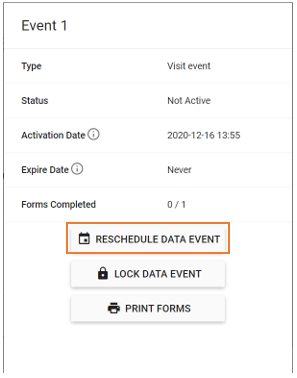 Event 1
Type Visit event
Status Not Active
Activation Date 2020-12-16 13:55
Expire Date Never
Forms Completed 0 / 1
RESCHEDULE DATA EVENT
LOCK DATA EVENT
PRINT FORMS